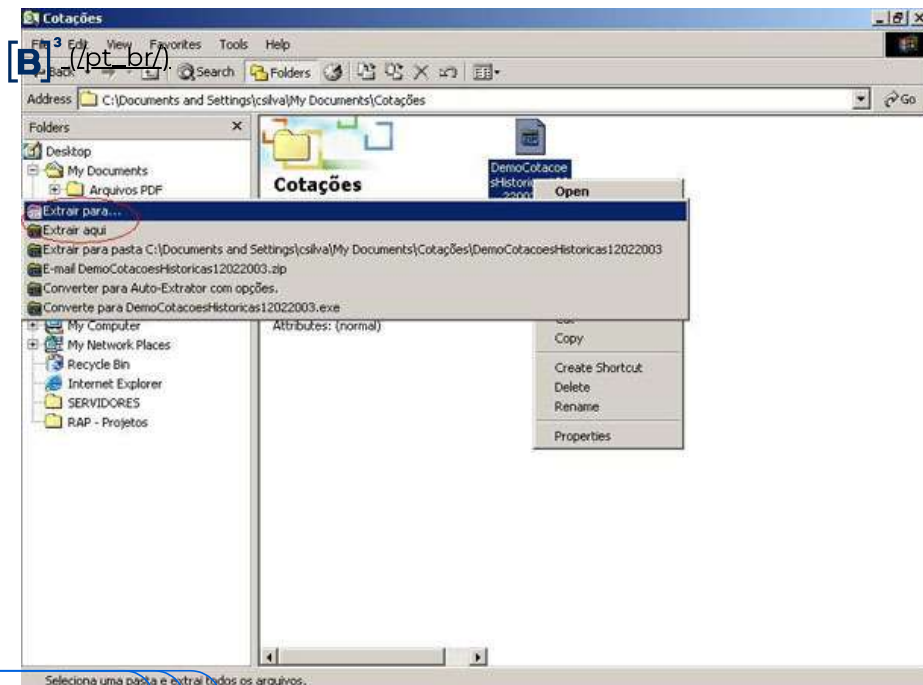 Cotações
File Edit View Favorites Tools Help
[B]³ (/pt_br/)
Back Search Folders
Address C:\Documents and Settings\csilva\My Documents\Cotações Go
Folders
Desktop
My Documents
Arquivos PDF
Cotações
DemoCotacoe
sHistoric
Open
Extrair para...
Extrair aqui
Extrair para pasta C:\Documents and Settings\csilva\My Documents\Cotações\DemoCotacoesHistoricas12022003
E-mail DemoCotacoesHistoricas12022003.zip
Converter para Auto-Extrator com opções.
Converte para DemoCotacoesHistoricas12022003.exe
My Computer
My Network Places
Recycle Bin
Internet Explorer
SERVIDORES
RAP - Projetos
Attributes: (normal)
Copy
Create Shortcut
Delete
Rename
Properties
Seleciona uma pasta e extrai todos os arquivos.